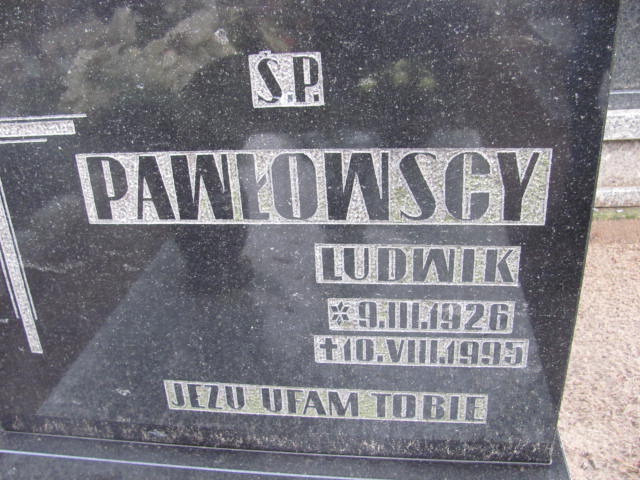 Ś.P.
PAWŁOWSCY
LUDWIK
* 9.III.1926
† 10.VIII.1995
JEZU UFAM TOBIE